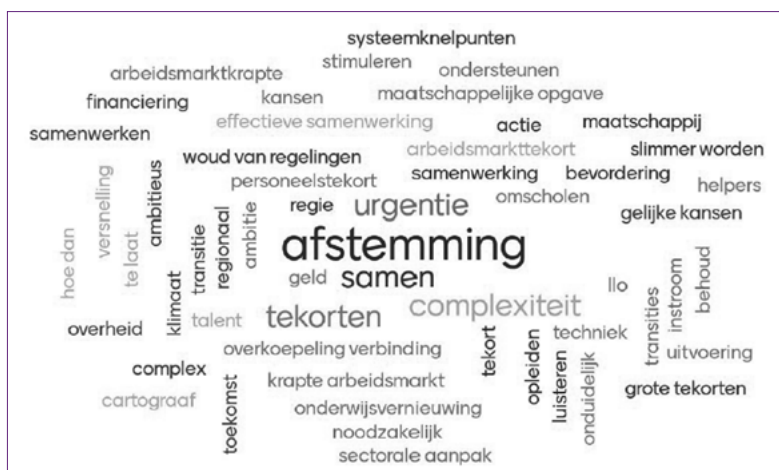 systeemknelpunten
stimuleren
ondersteunen
arbeidsmarktkrapte
financiering
kansen
maatschappelijke opgave
samenwerken
effectieve samenwerking
actie
maatschappij
woud van regelingen
arbeidsmarkttekort
slimmer worden
personeelstekort
samenwerking
bevordering
helpers
omscholen
regie
urgentie
gelijke kansen
hoe dan
versnelling
te laat
ambitieus
transitie
regionaal
ambitie
afstemming
geld
samen
llo
klimaat
talent
tekorten
complexiteit
transities
instroom
behoud
overheid
overkoepeling verbinding
tekort
techniek
uitvoering
complex
krapte arbeidsmarkt
opleiden
luisteren
onduidelijk
grote tekorten
cartograaf
toekomst
onderwijsvernieuwing
noodzakelijk
sectorale aanpak